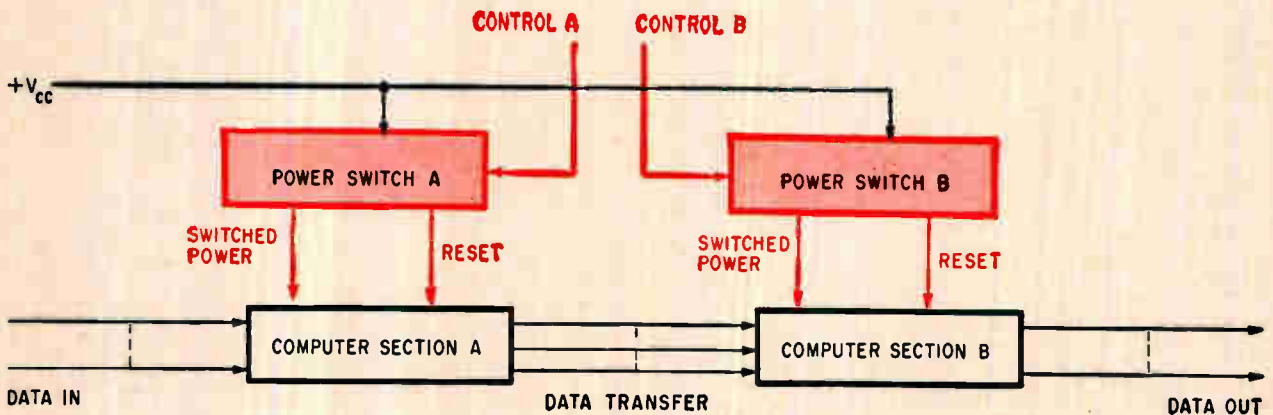 CONTROL A
CONTROL B
+Vcc
POWER SWITCH A
POWER SWITCH B
SWITCHED
POWER
RESET
SWITCHED
POWER
RESET
COMPUTER SECTION A
COMPUTER SECTION B
DATA IN
DATA TRANSFER
DATA OUT